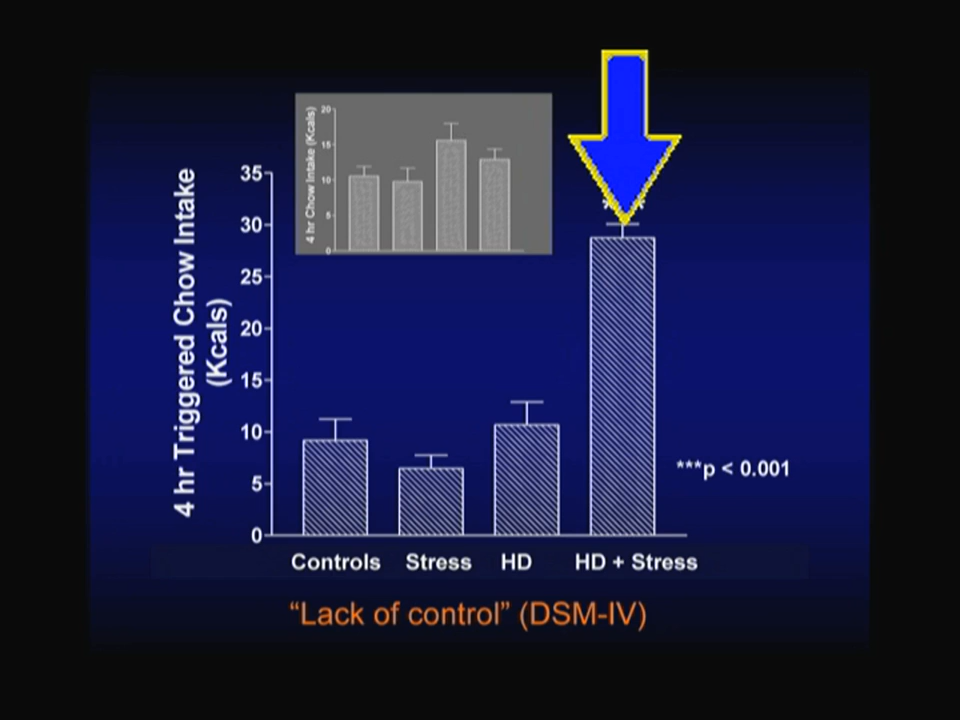 4 hr Chow Intake (Kcals)
20
15
10
5
0
4 hr Triggered Chow Intake
(Kcals)
35
30
25
20
15
10
5
0
***p < 0.001
Controls Stress HD HD + Stress
“Lack of control” (DSM-IV)